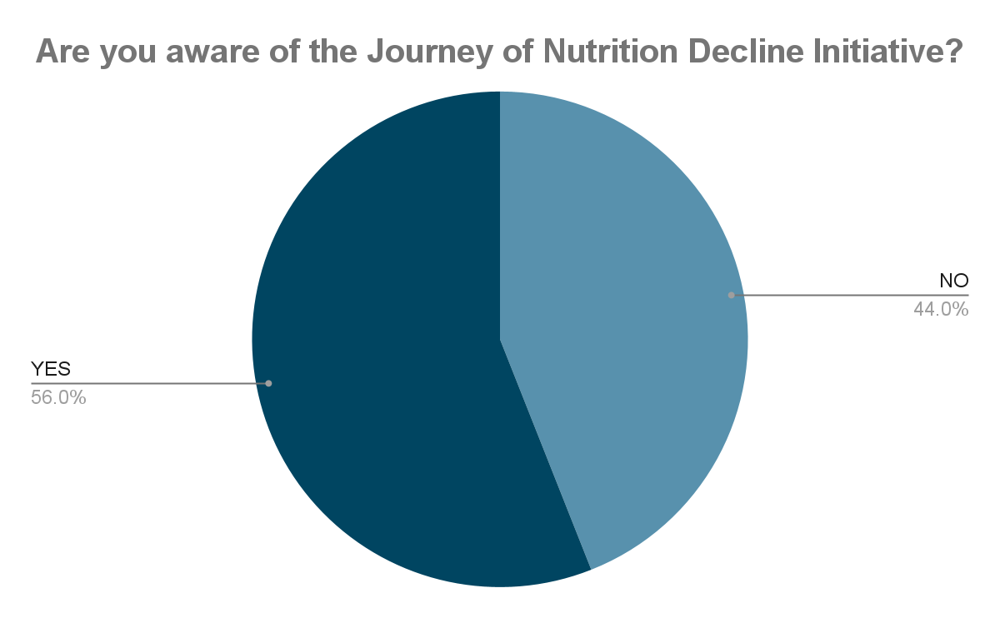 Are you aware of the Journey of Nutrition Decline Initiative?
NO
44.0%
YES
56.0%